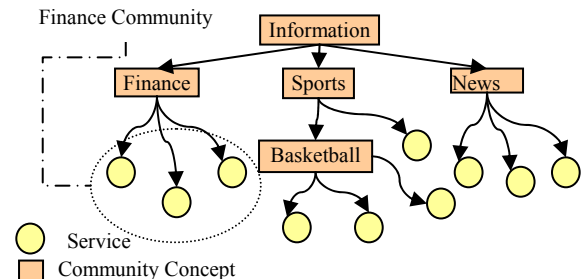 Finance Community
Information
Finance
Sports
News
Basketball
Service
Community Concept